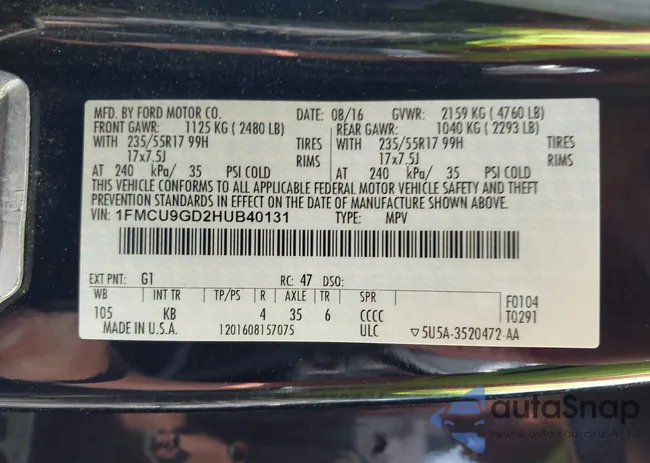 MFD. BY FORD MOTOR CO. DATE: 08/16 GVWR: 2159 KG ( 4760 LB)
FRONT GAWR: 1125 KG ( 2480 LB) REAR GAWR: 1040 KG ( 2293 LB)
WITH 235/55R17 99H TIRES WITH 235/55R17 99H TIRES
17x7.5J RIMS 17x7.5J RIMS
AT 240 kPa/ 35 PSI COLD AT 240 kPa/ 35 PSI COLD
THIS VEHICLE CONFORMS TO ALL APPLICABLE FEDERAL MOTOR VEHICLE SAFETY AND THEFT
PREVENTION STANDARDS IN EFFECT ON THE DATE OF MANUFACTURE SHOWN ABOVE.
VIN: 1FMCU9GD2HUB40131 TYPE: MPV
EXT PNT: G1 RC: 47 DSO:
WB INT TR TP/PS R AXLE TR SPR F0104
105 KB 4 35 6 CCCC T0291
MADE IN U.S.A. 1201608157075 ULC ▽5U5A-3520472-AA
autaSnap